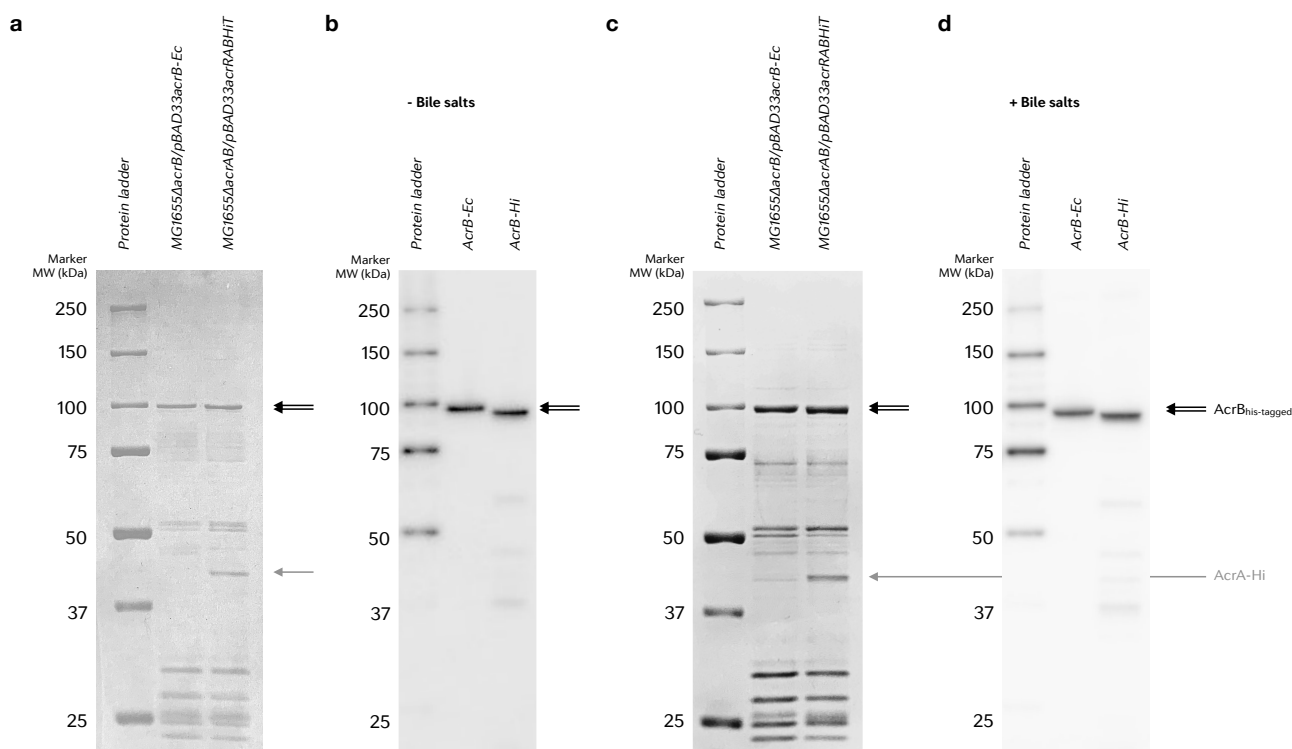 a
Protein ladder
MG1655ΔacrB/pBAD33acrB-Ec
MG1655ΔacrAB/pBAD33acrRABHiT
Marker
MW (kDa)
250
150
100
75
50
37
25
b
- Bile salts
Protein ladder
AcrB-Ec
AcrB-Hi
Marker
MW (kDa)
250
150
100
75
50
37
25
c
Protein ladder
MG1655ΔacrB/pBAD33acrB-Ec
MG1655ΔacrAB/pBAD33acrRABHiT
Marker
MW (kDa)
250
150
100
75
50
37
25
d
+ Bile salts
Protein ladder
AcrB-Ec
AcrB-Hi
Marker
MW (kDa)
250
150
100
75
50
37
25
AcrBhis-tagged
AcrA-Hi